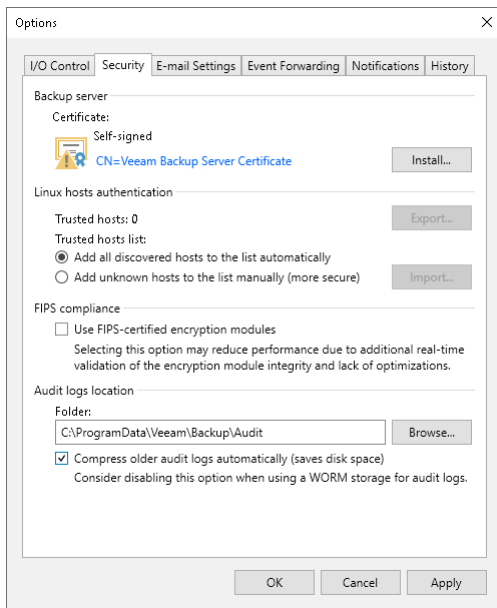 Options
I/O Control Security E-mail Settings Event Forwarding Notifications History
Backup server
Certificate:
Self-signed
CN=Veeam Backup Server Certificate
Install...
Linux hosts authentication
Trusted hosts: 0
Export...
Trusted hosts list:
Add all discovered hosts to the list automatically
Add unknown hosts to the list manually (more secure)
Import...
FIPS compliance
Use FIPS-certified encryption modules
Selecting this option may reduce performance due to additional real-time
validation of the encryption module integrity and lack of optimizations.
Audit logs location
Folder:
C:\ProgramData\Veeam\Backup\Audit
Browse...
Compress older audit logs automatically (saves disk space)
Consider disabling this option when using a WORM storage for audit logs.
OK Cancel Apply